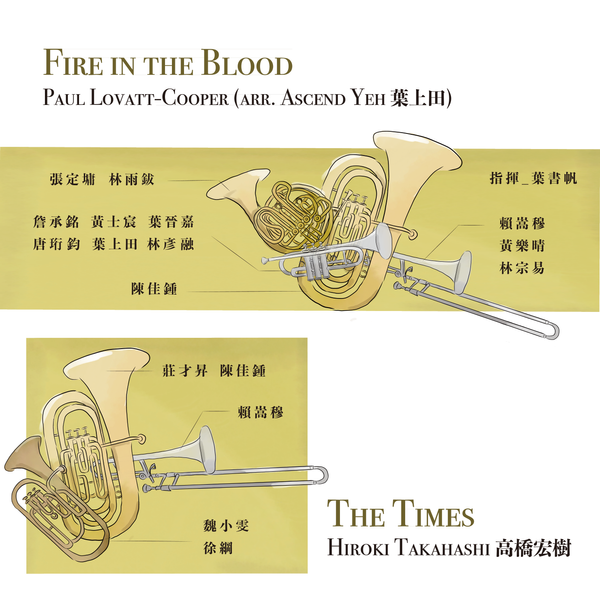 FIRE IN THE BLOOD
PAUL LOVATT-COOPER (ARR. ASCEND YEH 葉上田)
張定墉 林雨鈸
指揮_葉書帆
詹承銘 黃士宸 葉晉嘉
唐珩鈞 葉上田 林彥融
陳佳鍾
賴嵩穆
黃樂晴
林宗易
莊才昇 陳佳鍾
賴嵩穆
魏小雯
徐綱
THE TIMES
HIROKI TAKAHASHI 高橋宏樹